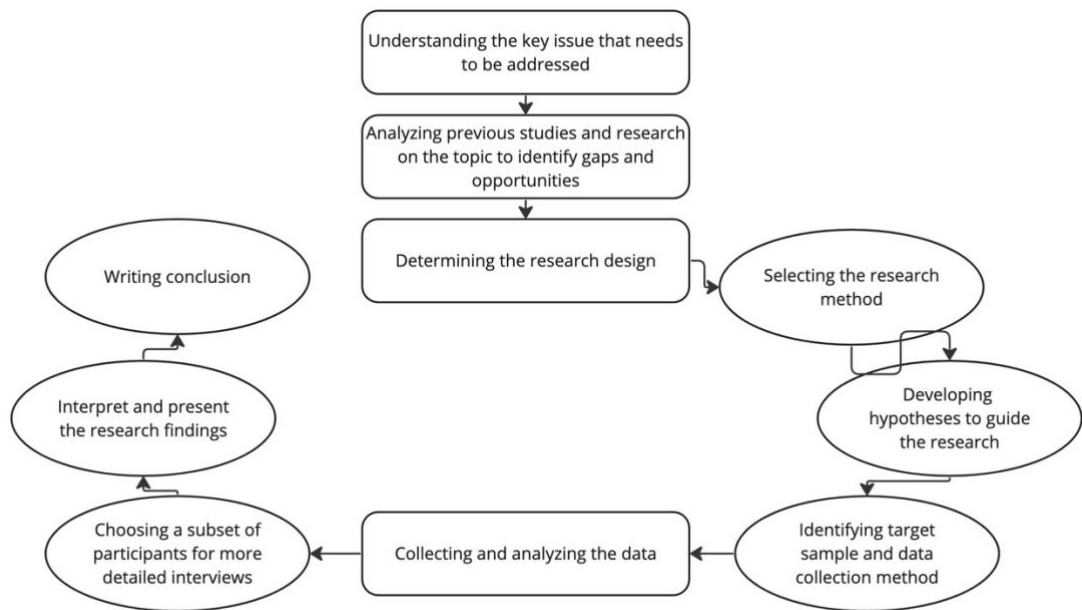 Understanding the key issue that needs
to be addressed
Analyzing previous studies and research
on the topic to identify gaps and
opportunities
Determining the research design
Selecting the research
method
Developing
hypotheses to guide
the research
Identifying target
sample and data
collection method
Collecting and analyzing the data
Choosing a subset of
participants for more
detailed interviews
Interpret and present
the research findings
Writing conclusion